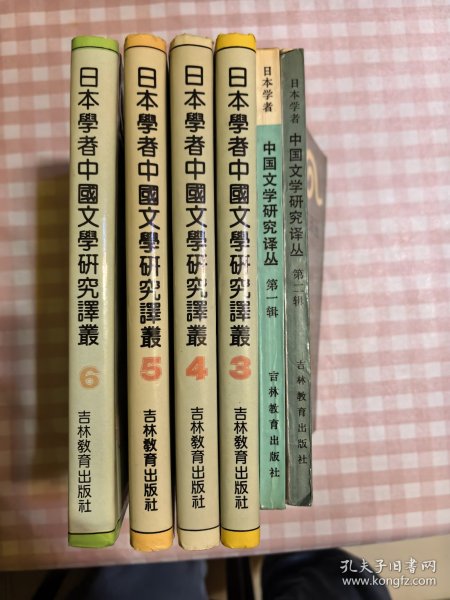 日本學者中國文學研究譯叢
6
吉林教育出版社
日本學者中國文學研究譯叢
5
吉林教育出版社
日本學者中國文學研究譯叢
4
吉林教育出版社
日本學者中國文學研究譯叢
3
吉林教育出版社
日本学者
中国文学研究译丛
第一辑
吉林教育出版社
日本学者
中国文学研究译丛
第二辑
吉林教育出版社
孔夫子旧书网
www.kongfz.com